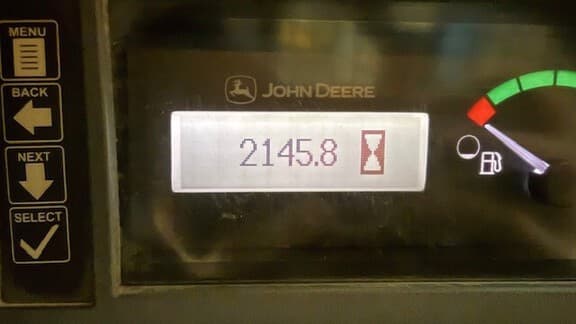 MENU
BACK
NEXT
SELECT
JOHN DEERE
2145.8